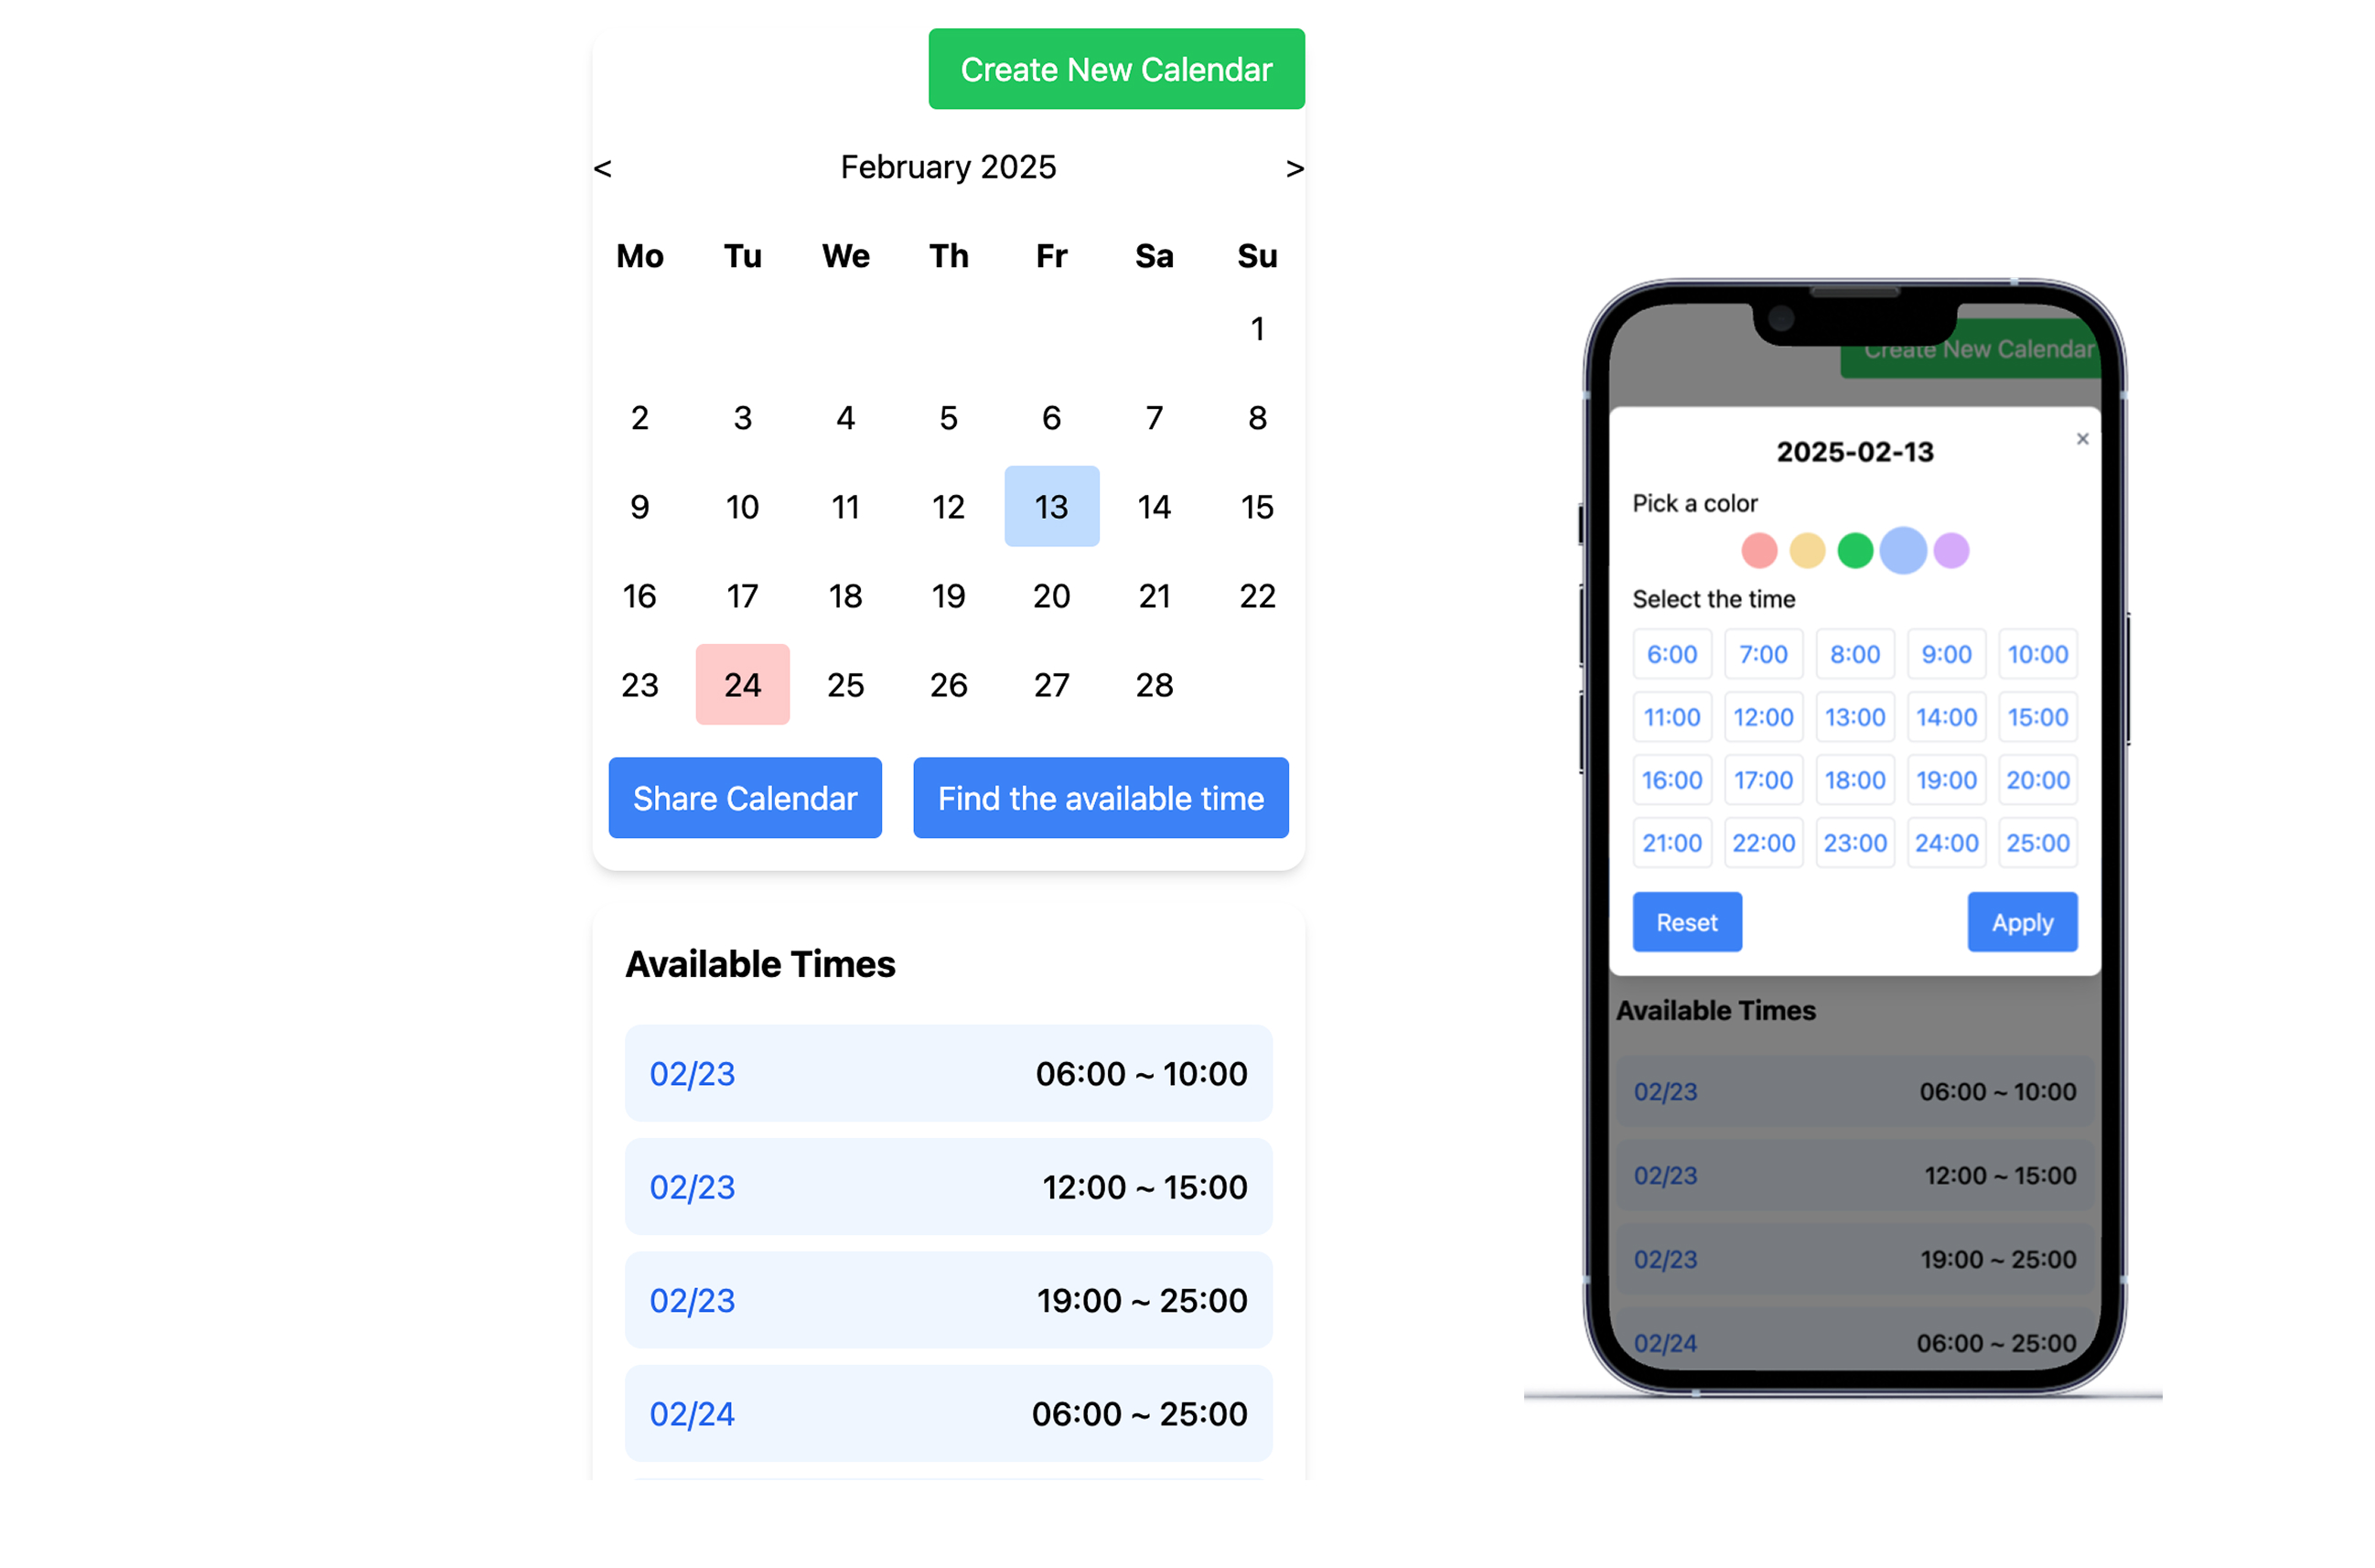 Create New Calendar
< February 2025 >
Mo Tu We Th Fr Sa Su
1
2 3 4 5 6 7 8
9 10 11 12 13 14 15
16 17 18 19 20 21 22
23 24 25 26 27 28
Share Calendar Find the available time
Available Times
02/23 06:00 ~ 10:00
02/23 12:00 ~ 15:00
02/23 19:00 ~ 25:00
02/24 06:00 ~ 25:00
Create New Calendar
2025-02-13 ×
Pick a color
Select the time
6:00 7:00 8:00 9:00 10:00
11:00 12:00 13:00 14:00 15:00
16:00 17:00 18:00 19:00 20:00
21:00 22:00 23:00 24:00 25:00
Reset Apply
Available Times
02/23 06:00 ~ 10:00
02/23 12:00 ~ 15:00
02/23 19:00 ~ 25:00
02/24 06:00 ~ 25:00